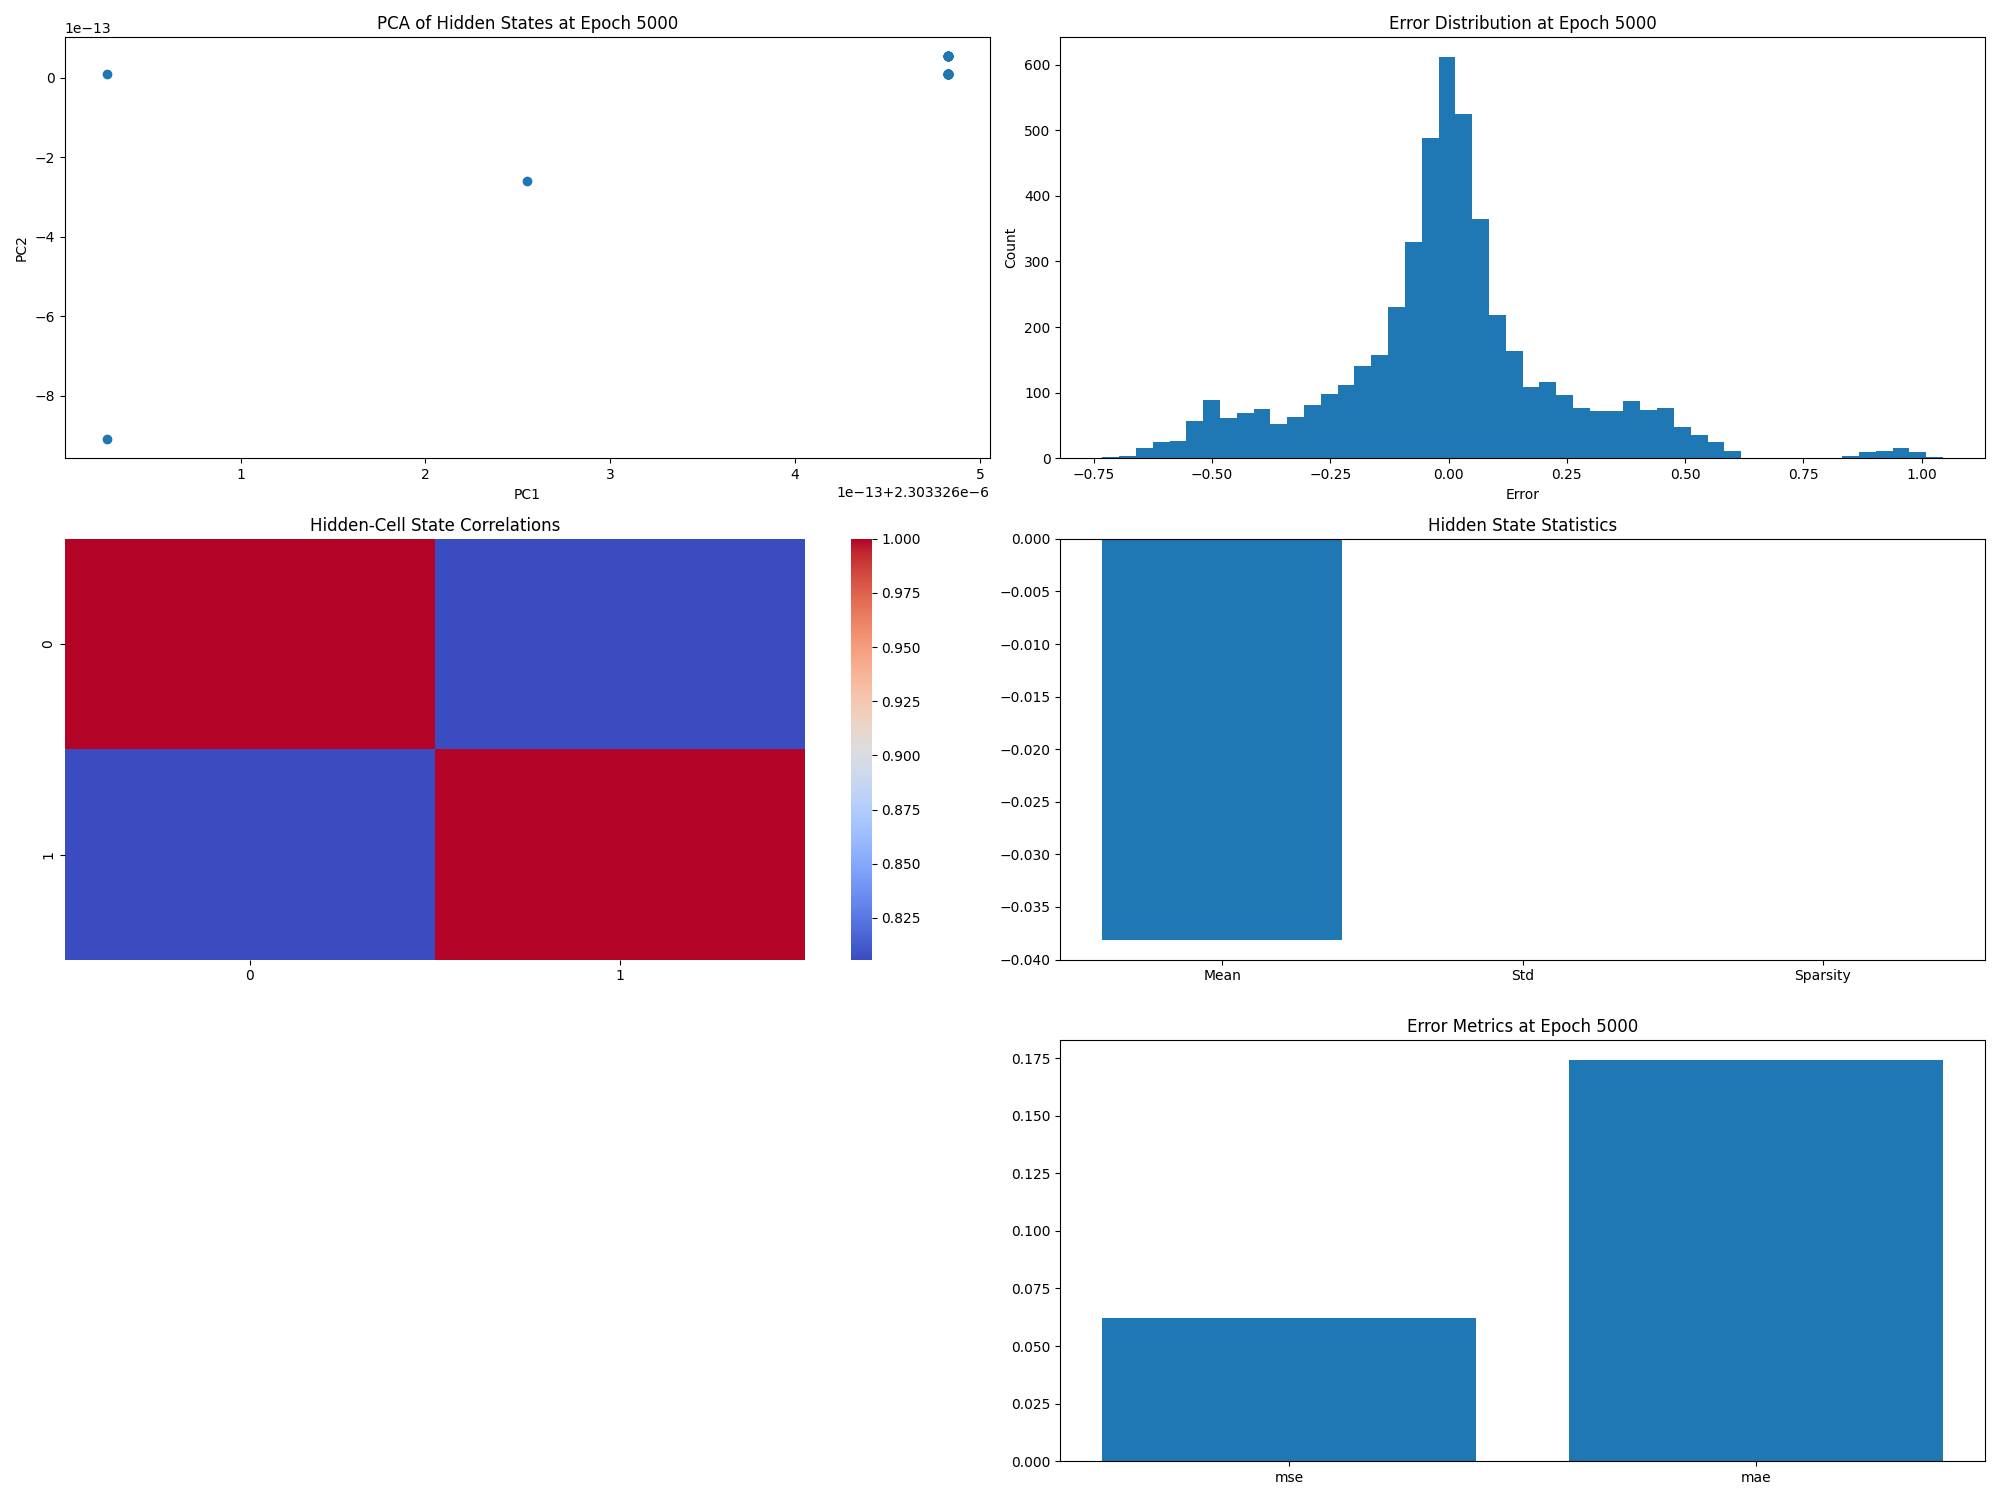 PCA of Hidden States at Epoch 5000
1e−13
0
−2
−4
−6
−8
PC2
1 2 3 4 5
1e−13+2.303326e−6
PC1
Error Distribution at Epoch 5000
600
500
400
300
200
100
0
Count
−0.75 −0.50 −0.25 0.00 0.25 0.50 0.75 1.00
Error
Hidden-Cell State Correlations
0
1
0 1
1.000
0.975
0.950
0.925
0.900
0.875
0.850
0.825
Hidden State Statistics
0.000
−0.005
−0.010
−0.015
−0.020
−0.025
−0.030
−0.035
−0.040
Mean Std Sparsity
Error Metrics at Epoch 5000
0.175
0.150
0.125
0.100
0.075
0.050
0.025
0.000
mse mae